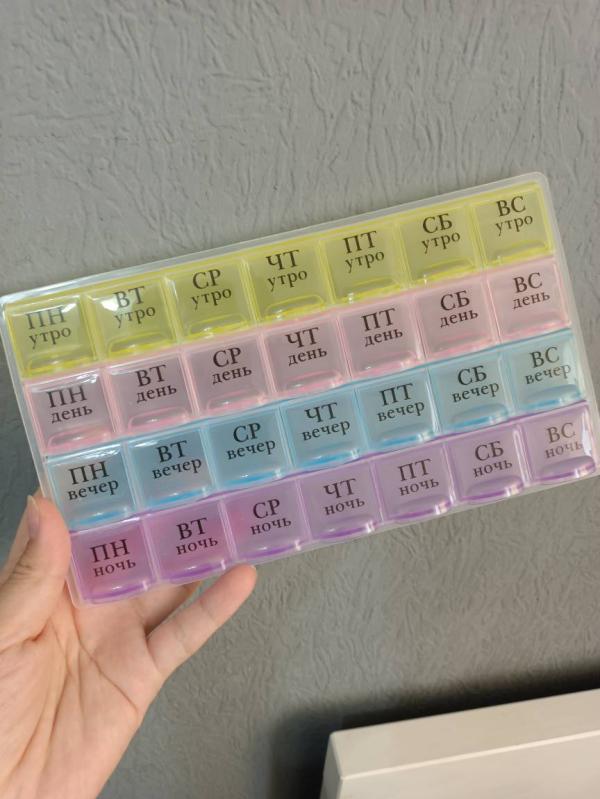 ПН ВТ СР ЧТ ПТ СБ ВС
утро утро утро утро утро утро утро
ПН ВТ СР ЧТ ПТ СБ ВС
день день день день день день день
ПН ВТ СР ЧТ ПТ СБ ВС
вечер вечер вечер вечер вечер вечер вечер
ПН ВТ СР ЧТ ПТ СБ ВС
ночь ночь ночь ночь ночь ночь ночь